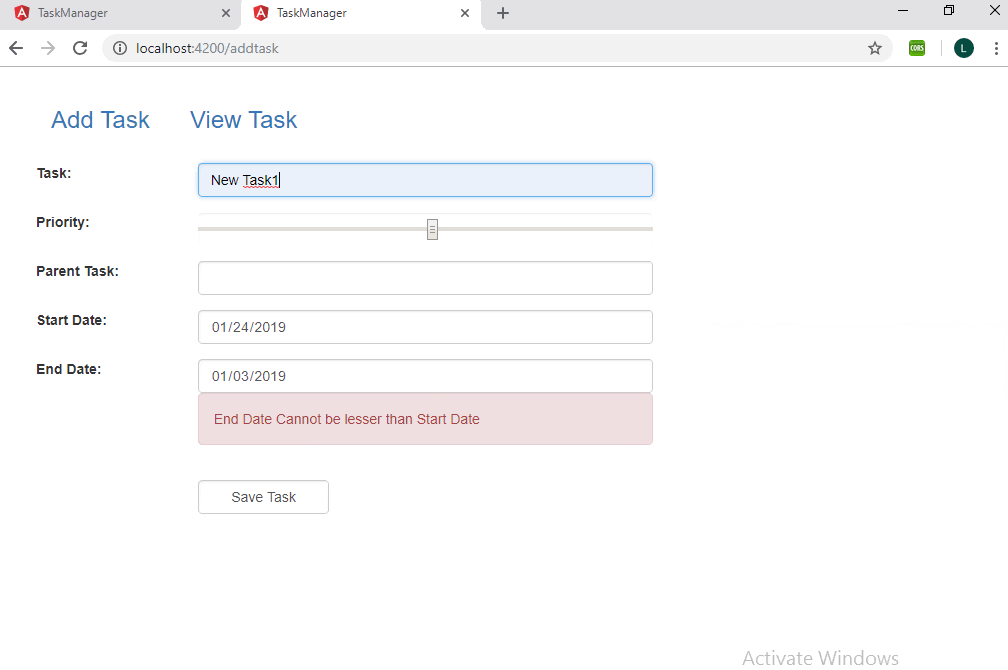 TaskManager
TaskManager
localhost:4200/addtask
CORS
L
Add Task View Task
Task:
New Task1
Priority:
Parent Task:
Start Date:
01/24/2019
End Date:
01/03/2019
End Date Cannot be lesser than Start Date
Save Task
Activate Windows